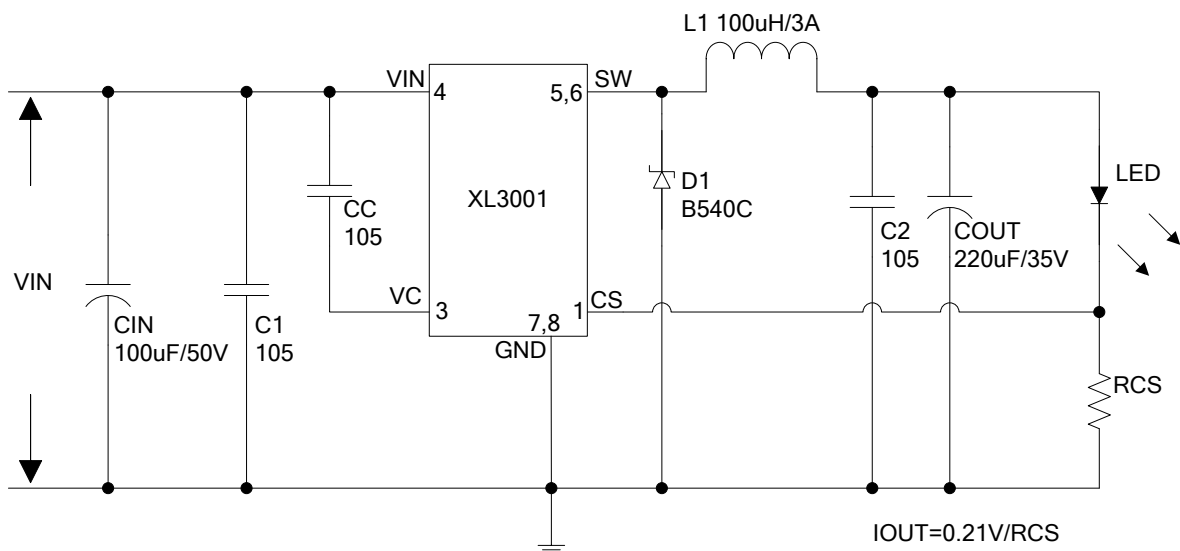 L1 100uH/3A
VIN
4
5,6
SW
XL3001
CC
105
D1
B540C
LED
C2
105
COUT
220uF/35V
VIN
VC
3
1
CS
7,8
GND
CIN
100uF/50V
C1
105
RCS
IOUT=0.21V/RCS